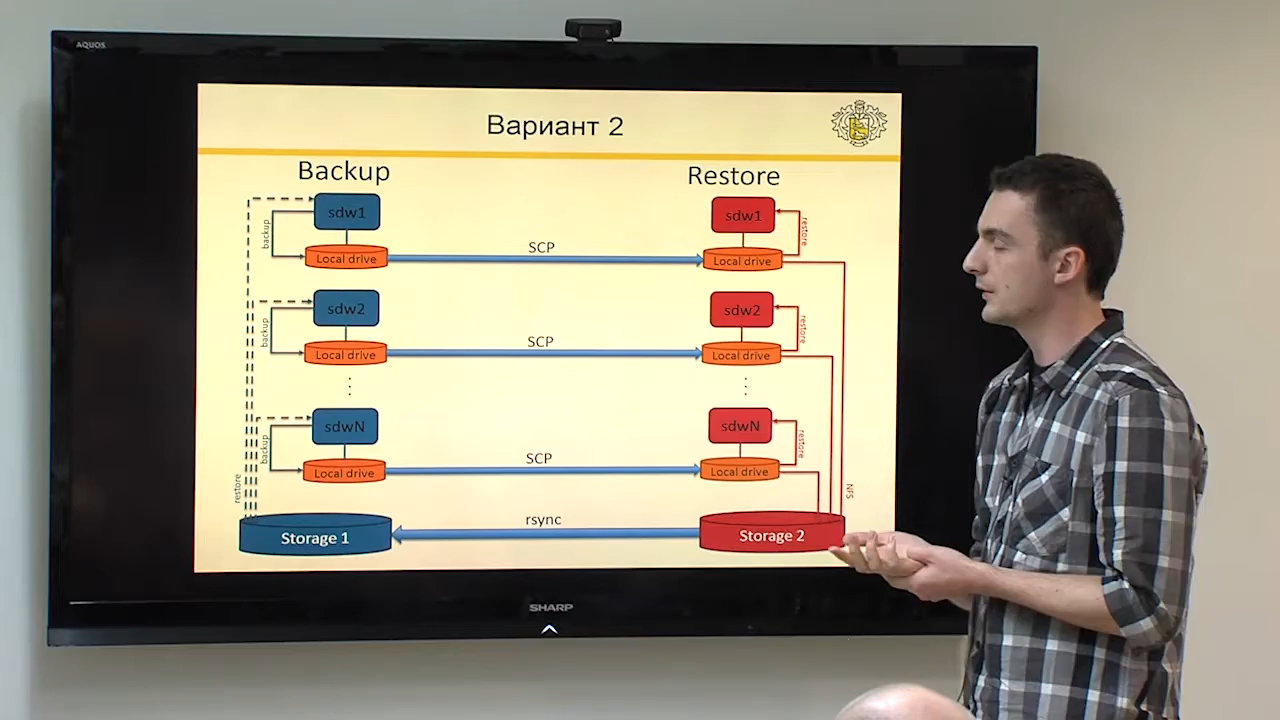 AQUOS
Вариант 2
Backup
Restore
sdw1
backup
Local drive
SCP
sdw1
restore
Local drive
sdw2
backup
Local drive
SCP
sdw2
restore
Local drive
sdwN
backup
Local drive
SCP
sdwN
restore
Local drive
restore
NFS
Storage 1
rsync
Storage 2
SHARP